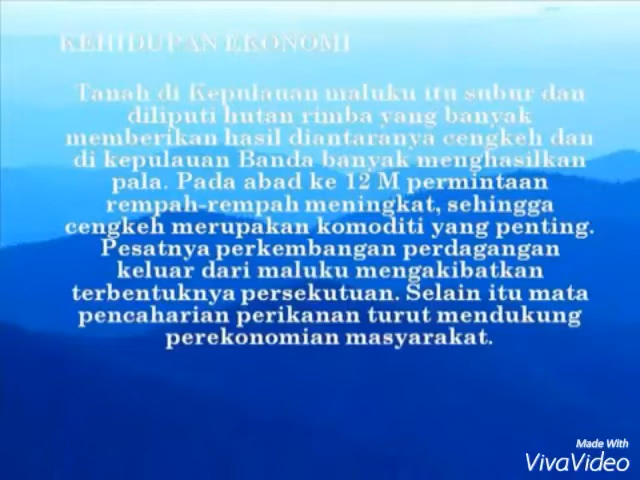 KEHIDUPAN EKONOMI
Tanah di Kepulauan maluku itu subur dan
diliputi hutan rimba yang banyak
memberikan hasil diantaranya cengkeh dan
di kepulauan Banda banyak menghasilkan
pala. Pada abad ke 12 M permintaan
rempah-rempah meningkat, sehingga
cengkeh merupakan komoditi yang penting.
Pesatnya perkembangan perdagangan
keluar dari maluku mengakibatkan
terbentuknya persekutuan. Selain itu mata
pencaharian perikanan turut mendukung
perekonomian masyarakat.
Made With
VivaVideo